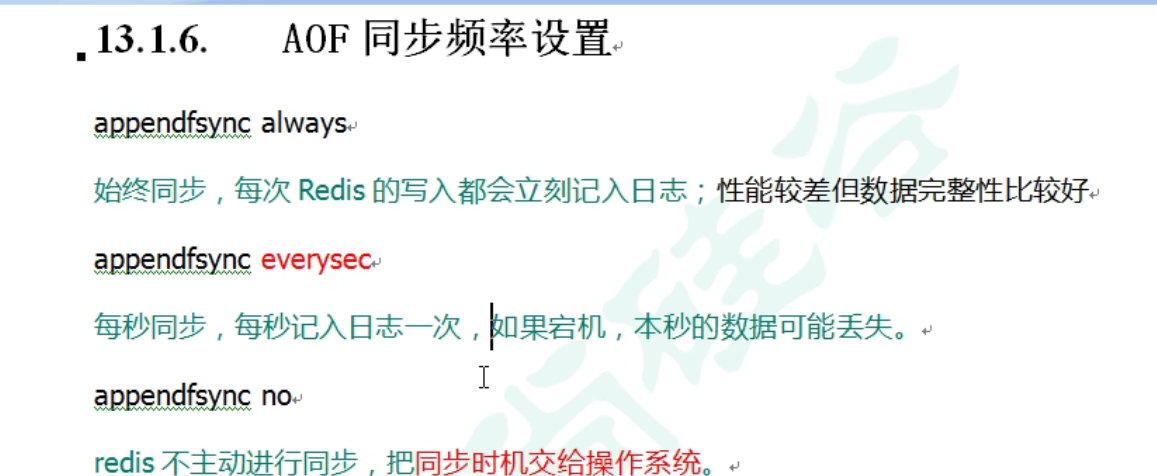 13.1.6. AOF 同步频率设置
appendfsync always
始终同步，每次 Redis 的写入都会立刻记入日志；性能较差但数据完整性比较好
appendfsync everysec
每秒同步，每秒记入日志一次，如果宕机，本秒的数据可能丢失。
appendfsync no
redis 不主动进行同步，把同步时机交给操作系统。
尚硅谷